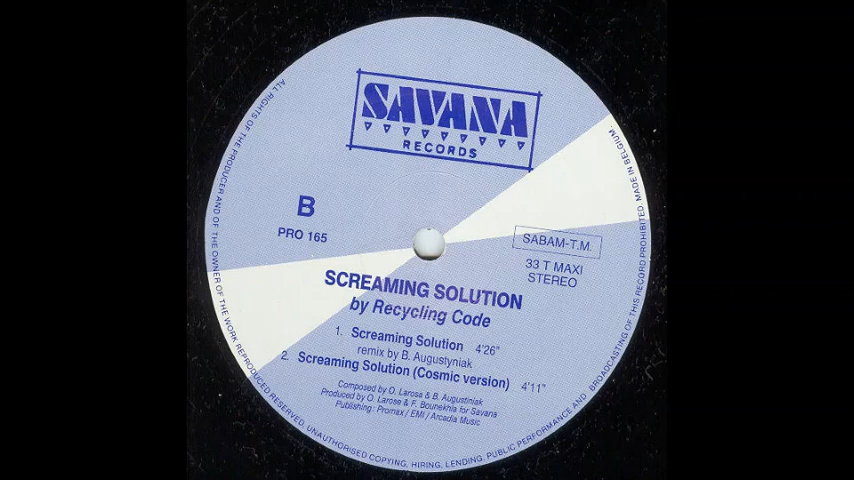 SAVANA
RECORDS
B
PRO 165
SABAM-T.M.
33 T MAXI
STEREO
SCREAMING SOLUTION
by Recycling Code
1. Screaming Solution 4'26"
remix by B. Augustyniak
2. Screaming Solution (Cosmic version) 4'11"
Composed by O. Larose & B. Augustiniak
Produced by O. Larose & F. Bounekhla for Savana
Publishing : Promax / EMI / Arcadia Music
ALL RIGHTS OF THE PRODUCER AND OF THE OWNER OF THE WORK REPRODUCED RESERVED. UNAUTHORISED COPYING, HIRING, LENDING, PUBLIC PERFORMANCE AND BROADCASTING OF THIS RECORD PROHIBITED. MADE IN BELGIUM.